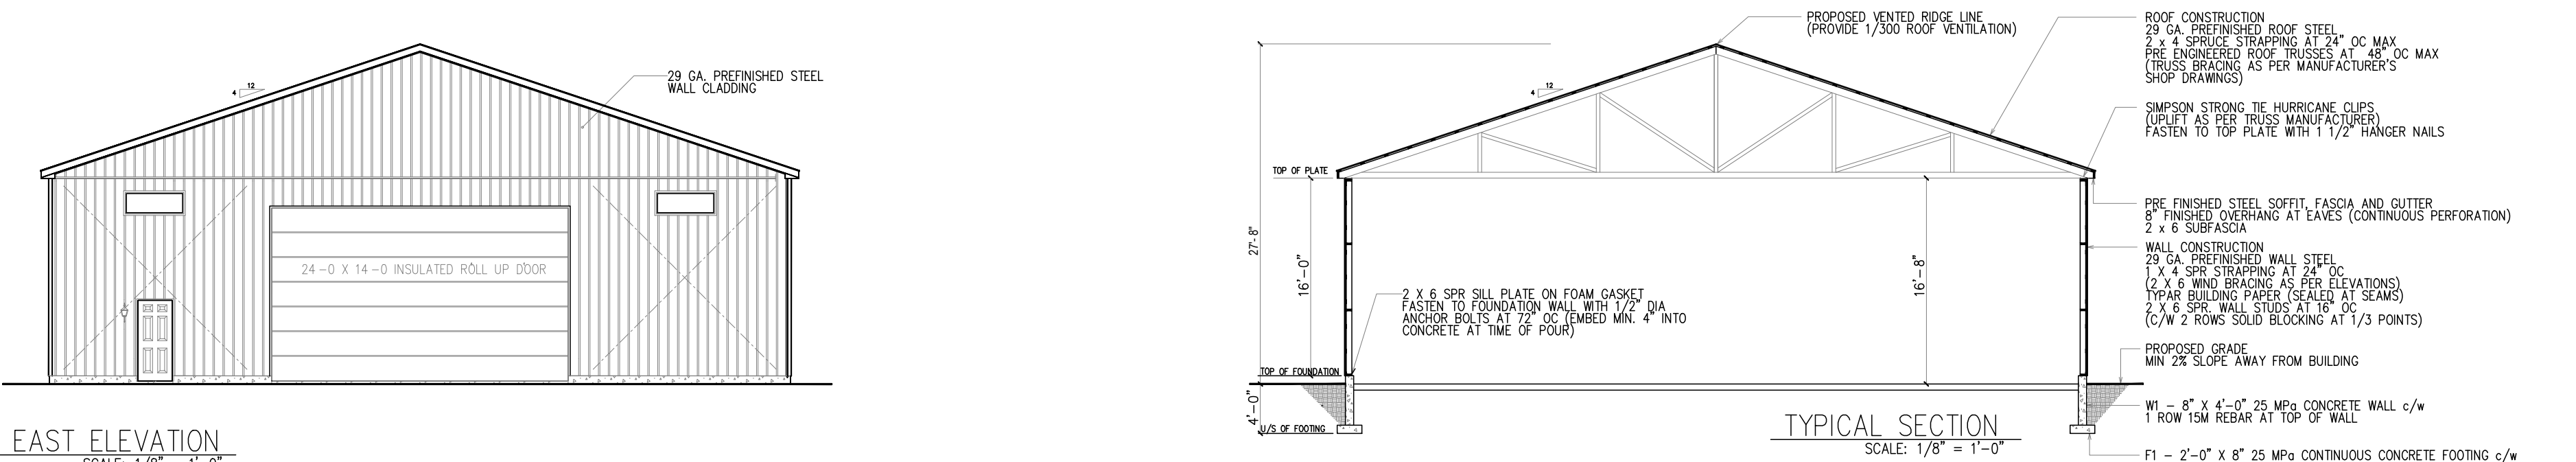 12
4
29 GA. PREFINISHED STEEL
WALL CLADDING
24-0 X 14-0 INSULATED ROLL UP DOOR
EAST ELEVATION
SCALE: 1/8" = 1'-0"
PROPOSED VENTED RIDGE LINE
(PROVIDE 1/300 ROOF VENTILATION)
12
4
TOP OF PLATE
27'-8"
16'-0"
16'-8"
2 X 6 SPR SILL PLATE ON FOAM GASKET
FASTEN TO FOUNDATION WALL WITH 1/2" DIA
ANCHOR BOLTS AT 72" OC (EMBED MIN. 4" INTO
CONCRETE AT TIME OF POUR)
TOP OF FOUNDATION
4'-0"
U/S OF FOOTING
TYPICAL SECTION
SCALE: 1/8" = 1'-0"
ROOF CONSTRUCTION
29 GA. PREFINISHED ROOF STEEL
2 x 4 SPRUCE STRAPPING AT 24" OC MAX
PRE ENGINEERED ROOF TRUSSES AT 48" OC MAX
(TRUSS BRACING AS PER MANUFACTURER'S
SHOP DRAWINGS)
SIMPSON STRONG TIE HURRICANE CLIPS
(UPLIFT AS PER TRUSS MANUFACTURER)
FASTEN TO TOP PLATE WITH 1 1/2" HANGER NAILS
PRE FINISHED STEEL SOFFIT, FASCIA AND GUTTER
8" FINISHED OVERHANG AT EAVES (CONTINUOUS PERFORATION)
2 x 6 SUBFASCIA
WALL CONSTRUCTION
29 GA. PREFINISHED WALL STEEL
1 X 4 SPR STRAPPING AT 24" OC
(2 X 6 WIND BRACING AS PER ELEVATIONS)
TYPAR BUILDING PAPER (SEALED AT SEAMS)
2 X 6 SPR. WALL STUDS AT 16" OC
(C/W 2 ROWS SOLID BLOCKING AT 1/3 POINTS)
PROPOSED GRADE
MIN 2% SLOPE AWAY FROM BUILDING
W1 - 8" X 4'-0" 25 MPa CONCRETE WALL c/w
1 ROW 15M REBAR AT TOP OF WALL
F1 - 2'-0" X 8" 25 MPa CONTINUOUS CONCRETE FOOTING c/w